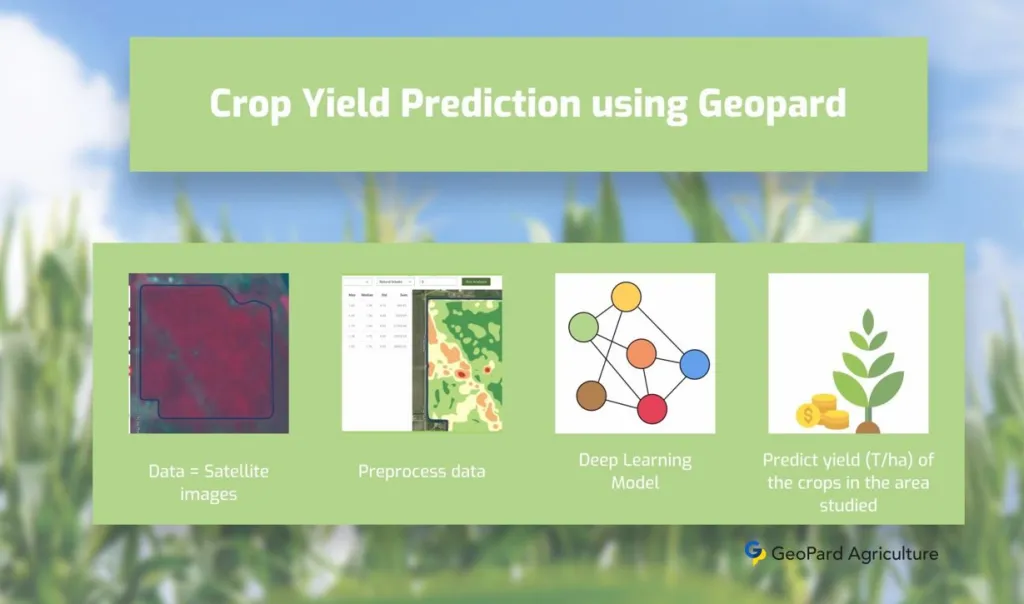 Crop Yield Prediction using Geopard
Data = Satellite
images
Preprocess data
Deep Learning
Model
Predict yield (T/ha) of
the crops in the area
studied
GeoPard Agriculture